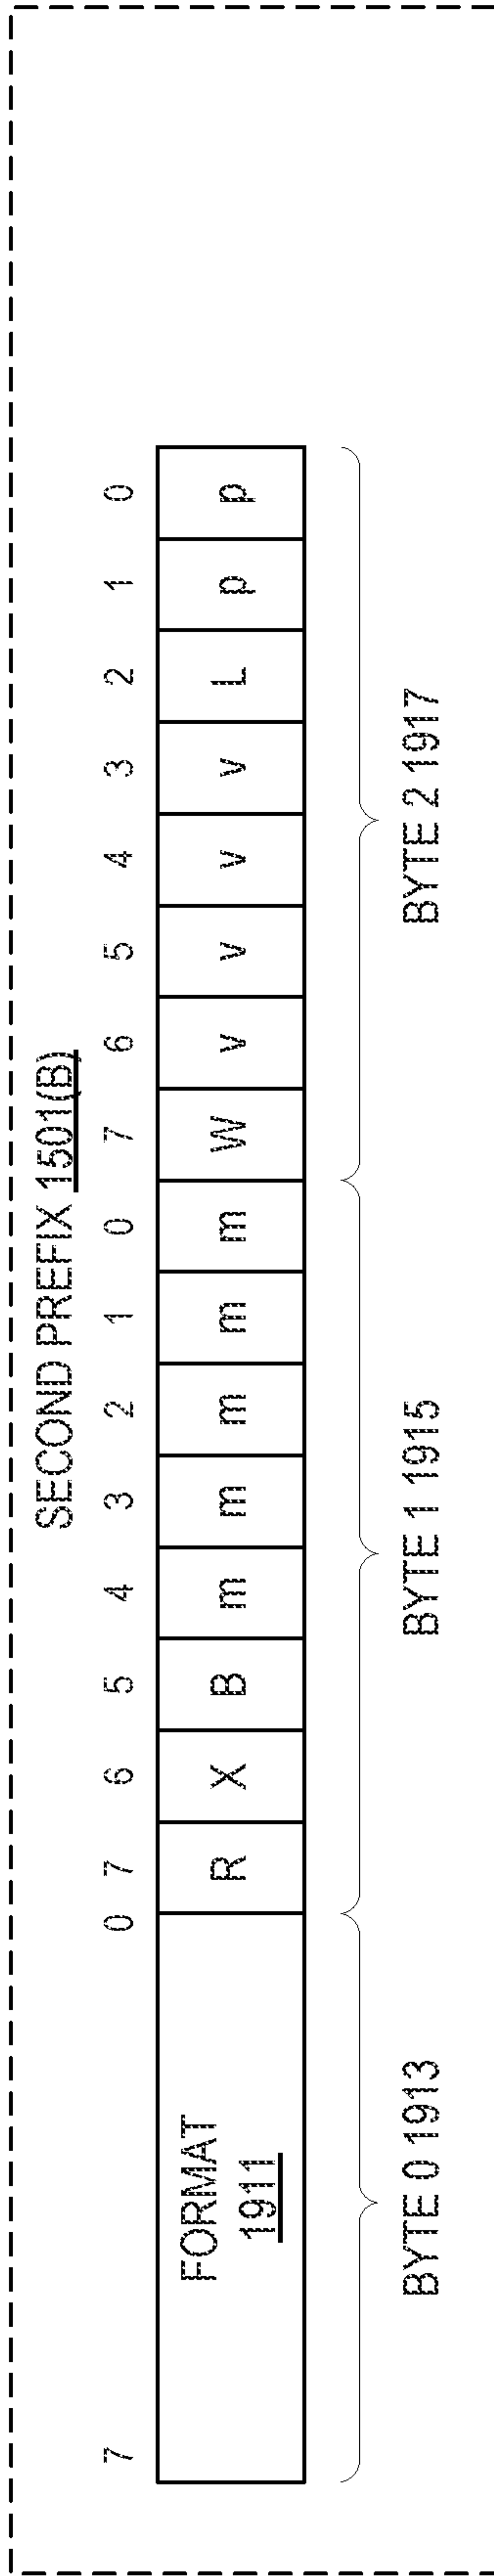 SECOND PREFIX 1501(B)
7 0 7 6 5 4 3 2 1 0 7 6 5 4 3 2 1 0
FORMAT
1911
R X B m m m m m W v v v v L p p
BYTE 0 1913 BYTE 1 1915 BYTE 2 1917